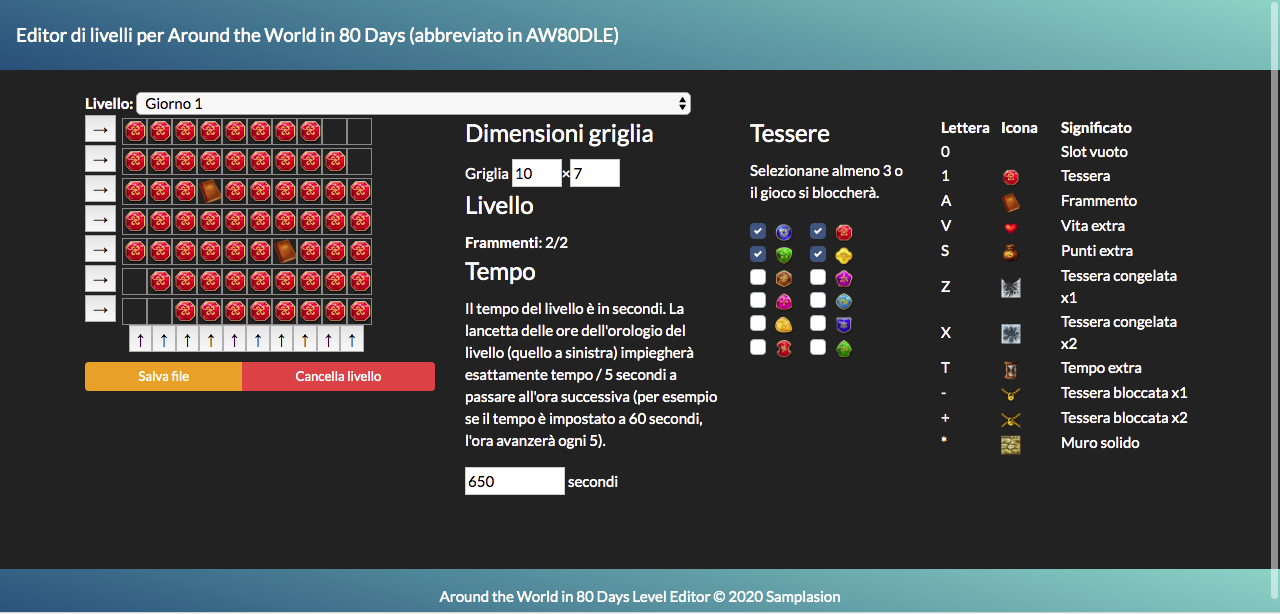 Editor di livelli per Around the World in 80 Days (abbreviato in AW80DLE)
Livello: Giorno 1
→
→
→
→
→
→
→
↑ ↑ ↑ ↑ ↑ ↑ ↑ ↑ ↑ ↑
Salva file
Cancella livello
Dimensioni griglia
Griglia 10 × 7
Livello
Frammenti: 2/2
Tempo
Il tempo del livello è in secondi. La
lancetta delle ore dell'orologio del
livello (quello a sinistra) impiegherà
esattamente tempo / 5 secondi a
passare all'ora successiva (per esempio
se il tempo è impostato a 60 secondi,
l'ora avanzerà ogni 5).
650 secondi
Tessere
Selezionane almeno 3 o
il gioco si bloccherà.
Lettera Icona Significato
0 Slot vuoto
1 Tessera
A Frammento
V Vita extra
S Punti extra
Z Tessera congelata
x1
X Tessera congelata
x2
T Tempo extra
- Tessera bloccata x1
+ Tessera bloccata x2
* Muro solido
Around the World in 80 Days Level Editor © 2020 Samplasion